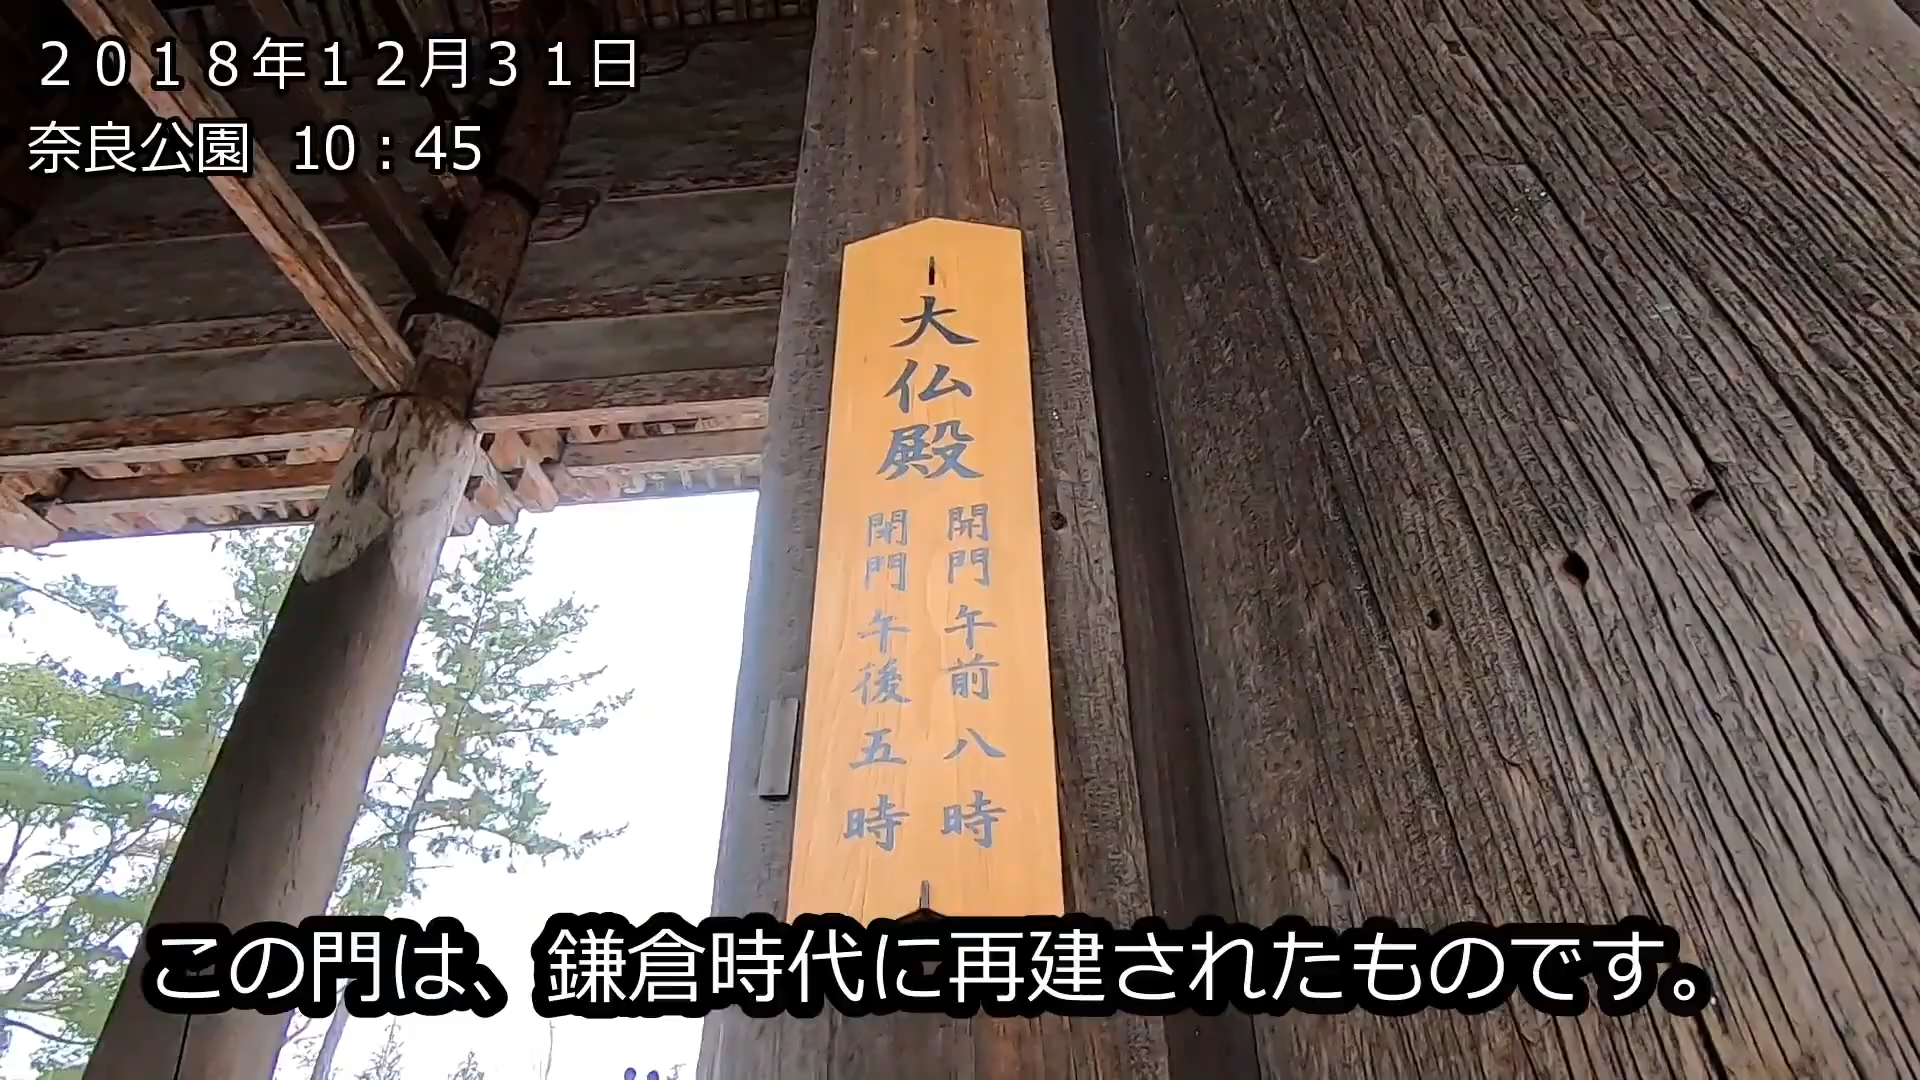 ２０１８年１２月３１日
奈良公園 10：45
大仏殿
開門 午前八時
閉門 午後五時
この門は、鎌倉時代に再建されたものです。